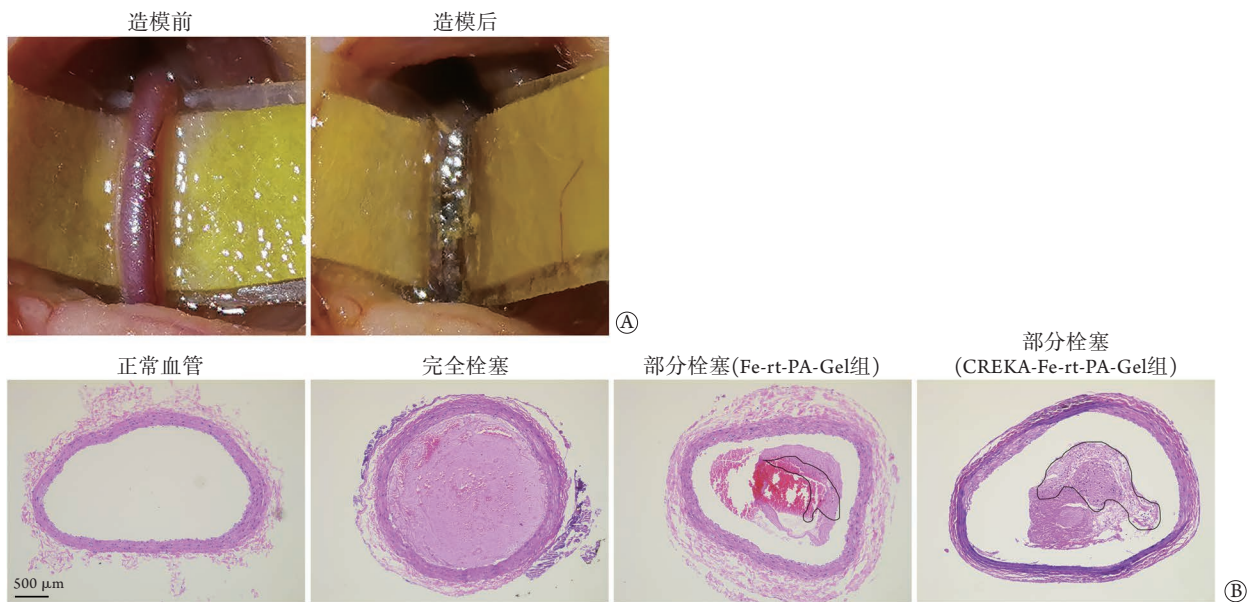 造模前
造模后
Ⓐ
正常血管
完全栓塞
部分栓塞(Fe-rt-PA-Gel组)
部分栓塞
(CREKA-Fe-rt-PA-Gel组)
500 μm
Ⓑ